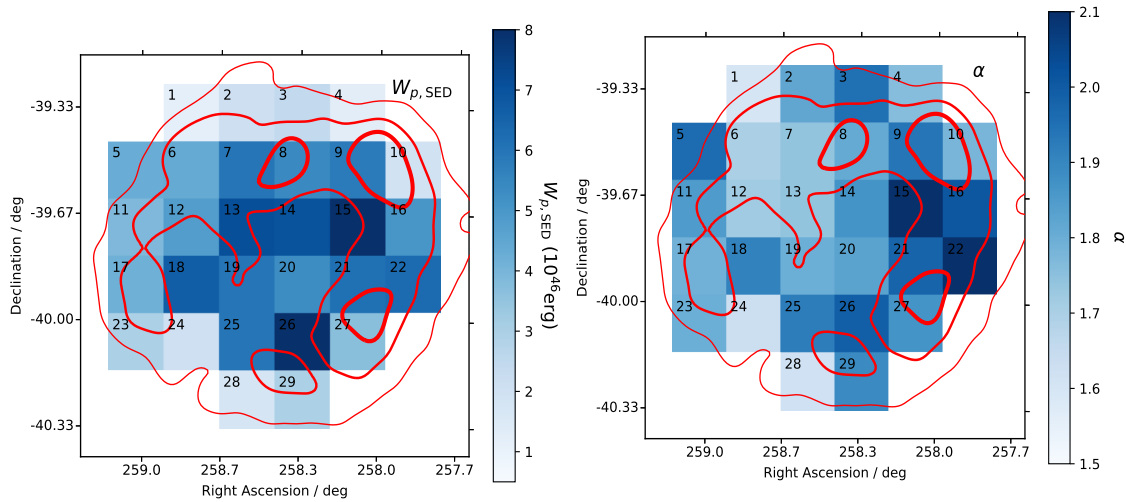 W_{p, SED}
1 2 3 4
5 6 7 8 9 10
11 12 13 14 15 16
17 18 19 20 21 22
23 24 25 26 27
28 29
-39.33
-39.67
-40.00
-40.33
Declination / deg
259.0 258.7 258.3 258.0 257.7
Right Ascension / deg
8
7
6
5
4
3
2
1
W_{p, SED} (10^{46}erg)
α
1 2 3 4
5 6 7 8 9 10
11 12 13 14 15 16
17 18 19 20 21 22
23 24 25 26 27
28 29
-39.33
-39.67
-40.00
-40.33
Declination / deg
259.0 258.7 258.3 258.0 257.7
Right Ascension / deg
2.1
2.0
1.9
1.8
1.7
1.6
1.5
α